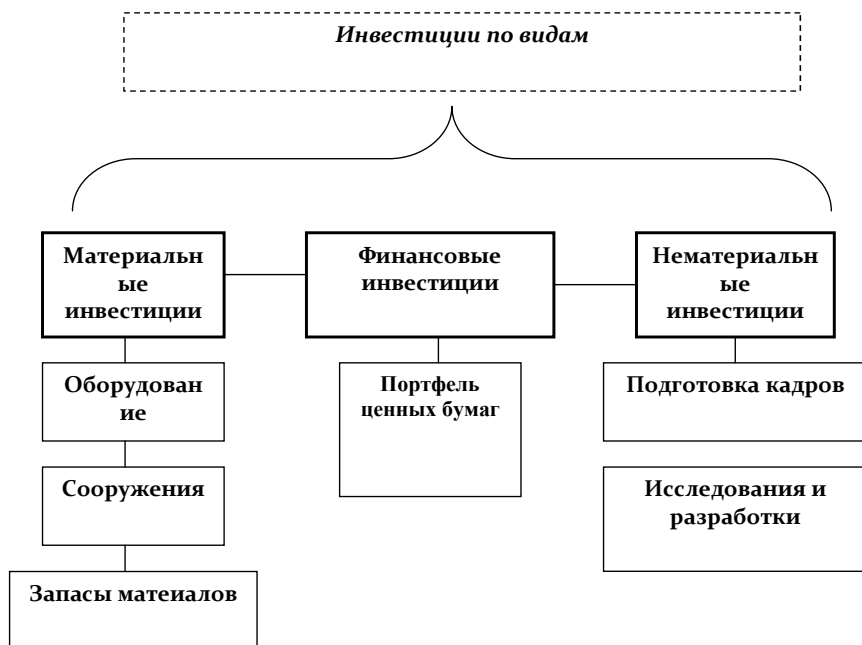 Инвестиции по видам
Материальн
ые
инвестиции
Финансовые
инвестиции
Нематериальн
ые
инвестиции
Оборудован
ие
Портфель
ценных бумаг
Подготовка кадров
Сооружения
Исследования и
разработки
Запасы матеиалов